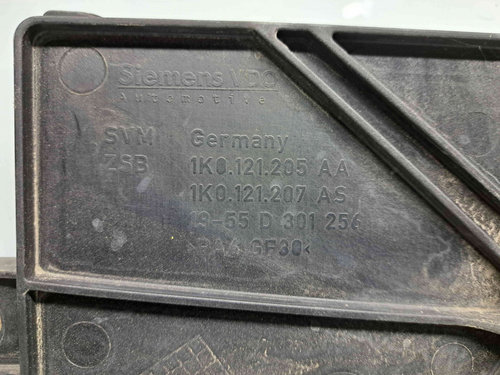 Siemens VDO
Automotive
SVM Germany
ZSB 1K0.121.205 AA
1K0.121.207 AS
19-55 D 301 256
>PA6 GF30<